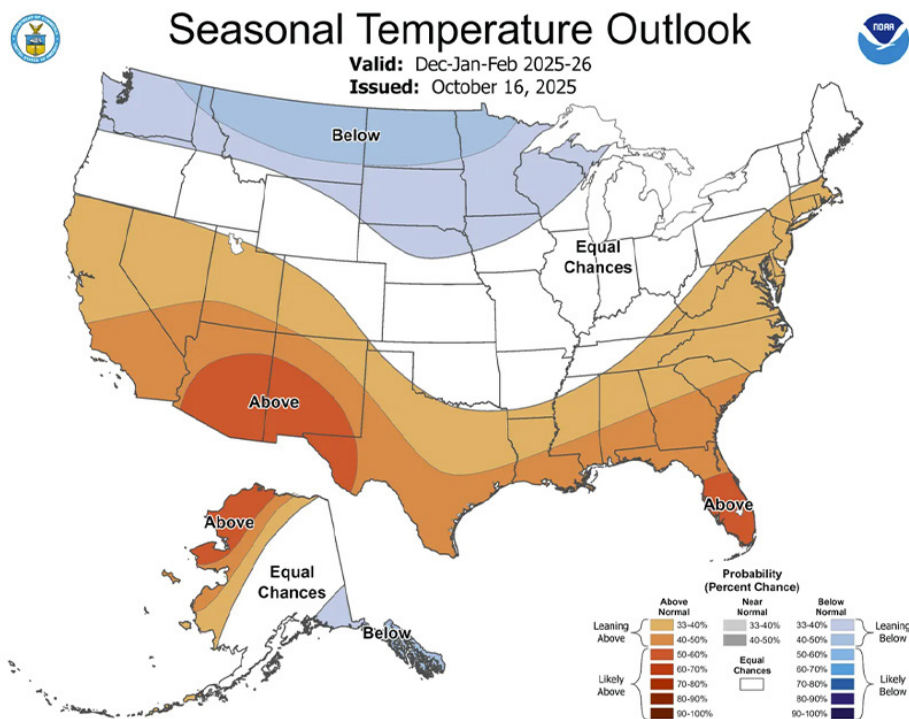 Seasonal Temperature Outlook
NOAA
Valid: Dec-Jan-Feb 2025-26
Issued: October 16, 2025
Below
Equal
Chances
Above
Above
Above
Equal
Chances
Below
Probability
(Percent Chance)
Above
Normal
Near
Normal
Below
Normal
Leaning
Above
33-40%
33-40%
33-40%
Leaning
Below
40-50%
40-50%
40-50%
Likely
Above
50-60%
Equal
Chances
50-60%
Likely
Below
60-70%
60-70%
70-80%
70-80%
80-90%
80-90%
90-100%
90-100%